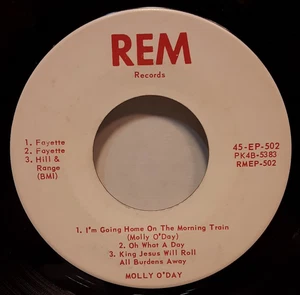 REM
Records
1. Fayette
2. Fayette
3. Hill &
Range
(BMI)
45-EP-502
PK4B-5383
RMEP-502
1. I'm Going Home On The Morning Train
(Molly O'Day)
2. Oh What A Day
3. King Jesus Will Roll
All Burdens Away
MOLLY O'DAY